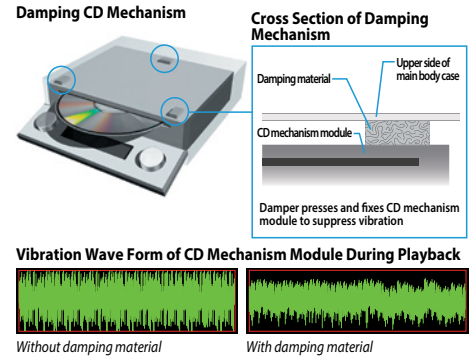 Damping CD Mechanism
Cross Section of Damping
Mechanism
Upper side of
main body case
Damping material
CD mechanism module
Damper presses and fixes CD mechanism
module to suppress vibration
Vibration Wave Form of CD Mechanism Module During Playback
Without damping material
With damping material